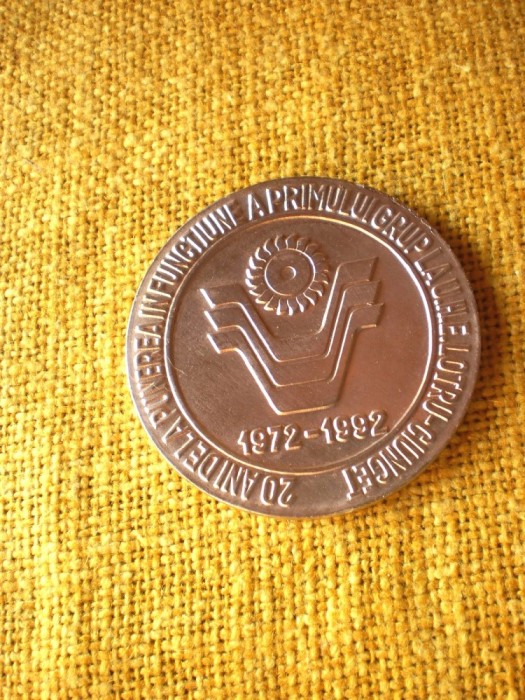 20 ANI DE LA PUNEREA IN FUNCTIUNE A PRIMULUI GRUP LA U.H.E. LOTRU-CIUNGET
1972-1992